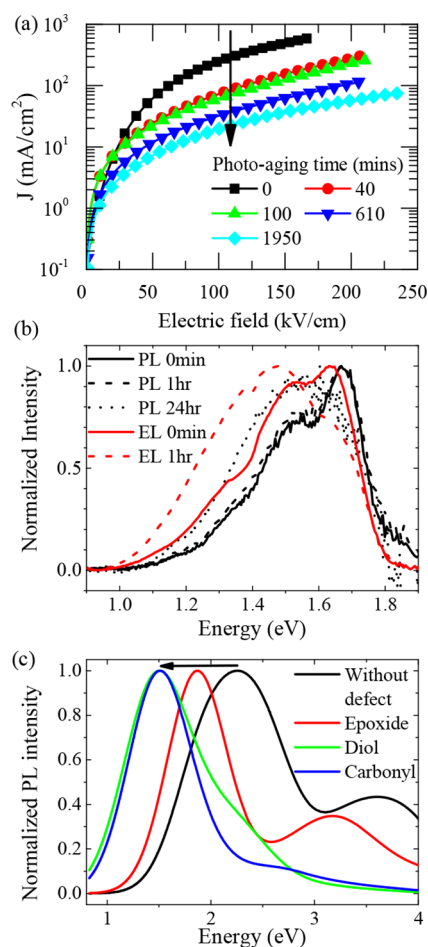 (a)
10³
10²
10¹
10⁰
10⁻¹
J (mA/cm²)
Photo-aging time (mins)
0 40
100 610
1950
0 50 100 150 200 250
Electric field (kV/cm)
(b)
PL 0min
PL 1hr
PL 24hr
EL 0min
EL 1hr
1.0
0.5
0.0
Normalized Intensity
1.0 1.2 1.4 1.6 1.8
Energy (eV)
(c)
Without
defect
Epoxide
Diol
Carbonyl
1.0
0.8
0.6
0.4
0.2
0.0
Normalized PL intensity
1 2 3 4
Energy (eV)